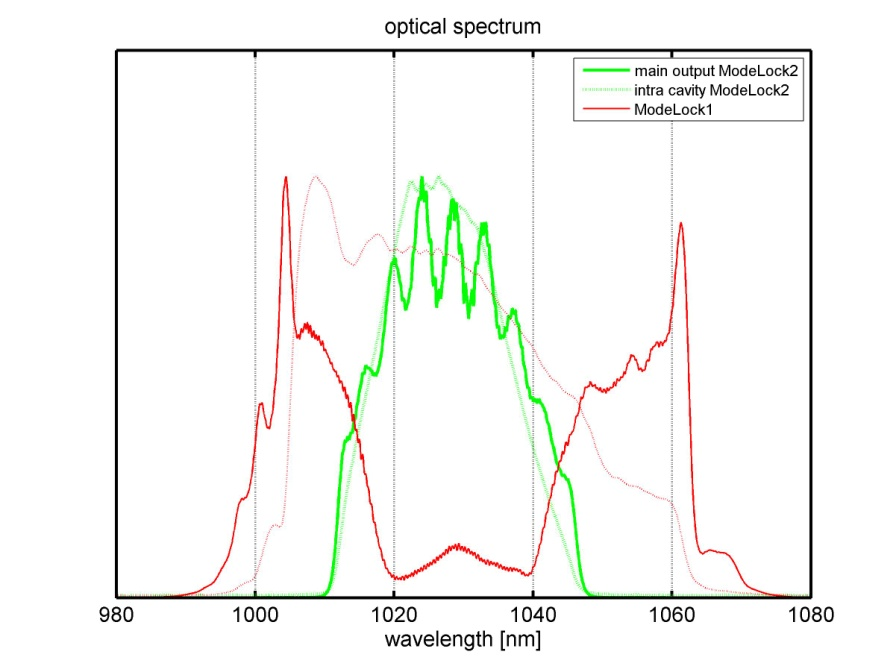 optical spectrum
main output ModeLock2
intra cavity ModeLock2
ModeLock1
980 1000 1020 1040 1060 1080
wavelength [nm]